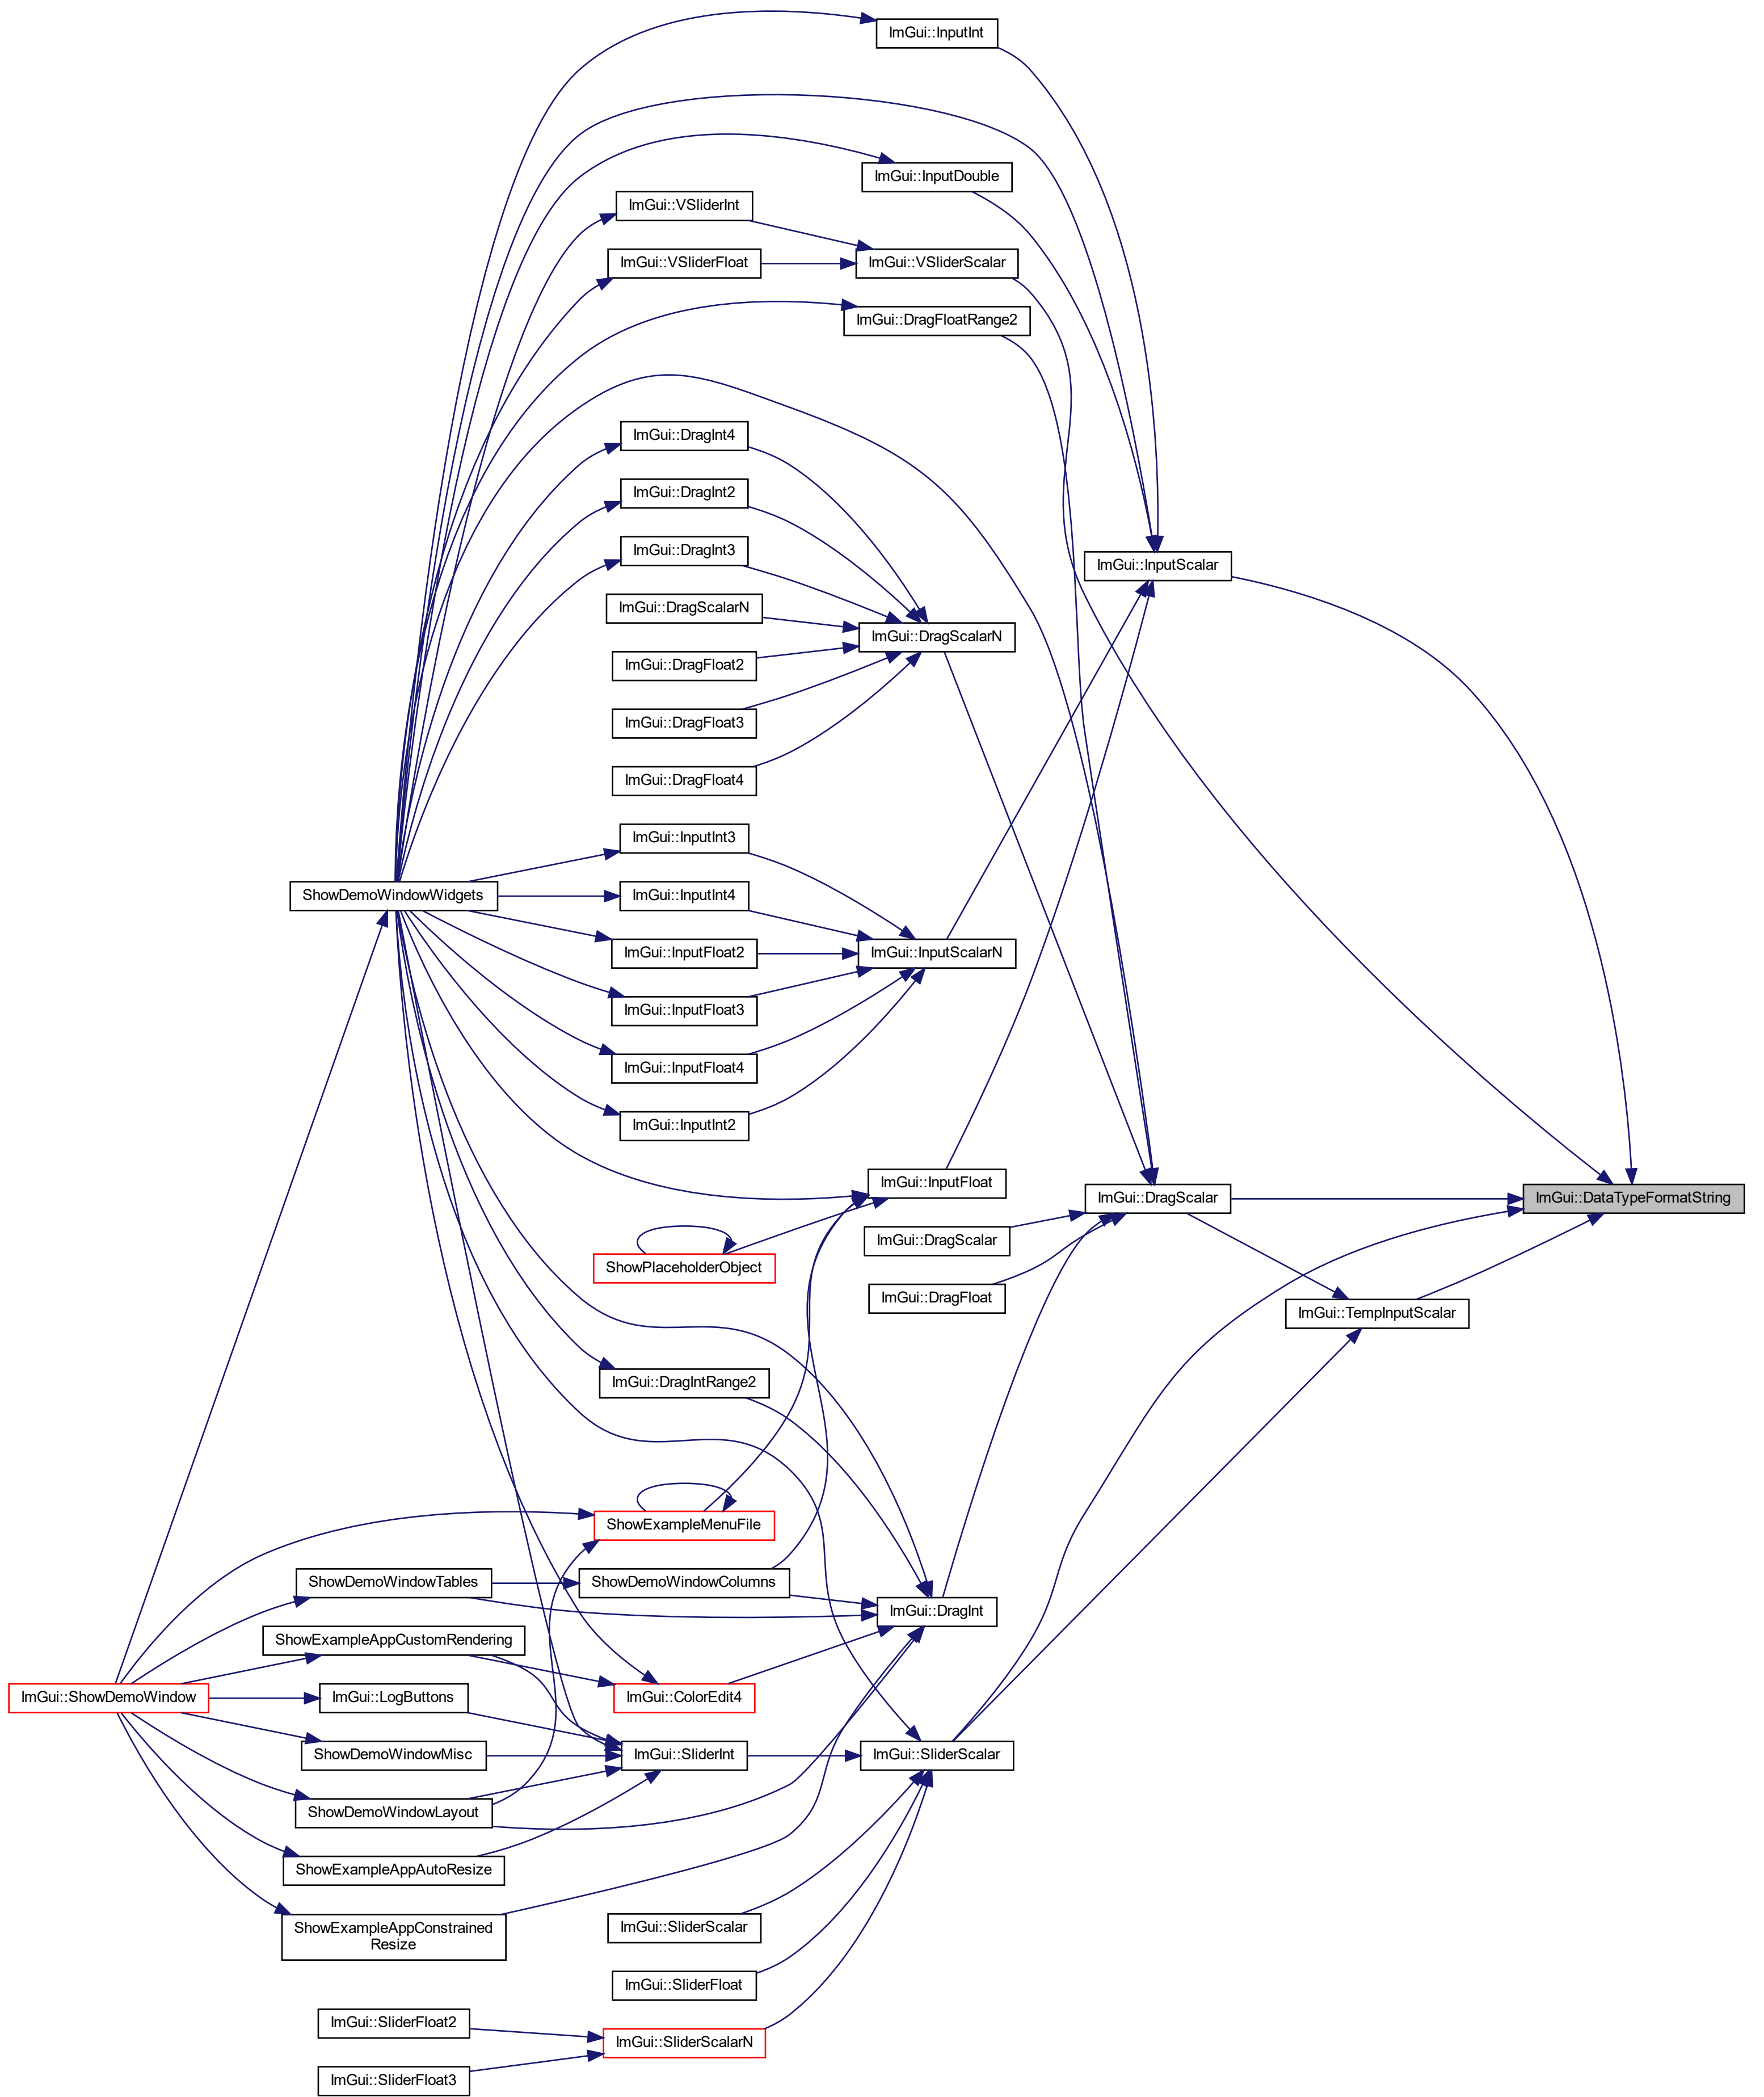 ImGui::InputInt
ImGui::InputDouble
ImGui::VSliderInt
ImGui::VSliderFloat
ImGui::VSliderScalar
ImGui::DragFloatRange2
ImGui::DragInt4
ImGui::DragInt2
ImGui::DragInt3
ImGui::InputScalar
ImGui::DragScalarN
ImGui::DragScalarN
ImGui::DragFloat2
ImGui::DragFloat3
ImGui::DragFloat4
ImGui::InputInt3
ShowDemoWindowWidgets
ImGui::InputInt4
ImGui::InputFloat2
ImGui::InputScalarN
ImGui::InputFloat3
ImGui::InputFloat4
ImGui::InputInt2
ImGui::InputFloat
ImGui::DragScalar
ImGui::DataTypeFormatString
ImGui::DragScalar
ShowPlaceholderObject
ImGui::DragFloat
ImGui::TempInputScalar
ImGui::DragIntRange2
ShowExampleMenuFile
ShowDemoWindowTables
ShowDemoWindowColumns
ImGui::DragInt
ShowExampleAppCustomRendering
ImGui::ShowDemoWindow
ImGui::LogButtons
ImGui::ColorEdit4
ShowDemoWindowMisc
ImGui::SliderInt
ImGui::SliderScalar
ShowDemoWindowLayout
ShowExampleAppAutoResize
ShowExampleAppConstrained
Resize
ImGui::SliderScalar
ImGui::SliderFloat
ImGui::SliderFloat2
ImGui::SliderScalarN
ImGui::SliderFloat3